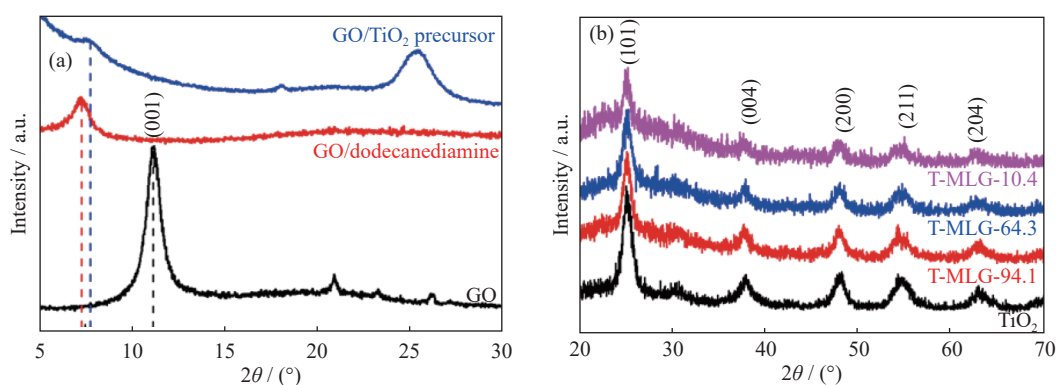 (a)
GO/TiO₂ precursor
(001)
GO/dodecanediamine
GO
Intensity / a.u.
5 10 15 20 25 30
2θ / (°)
(b)
(101)
(004)
(200)
(211)
(204)
T-MLG-10.4
T-MLG-64.3
T-MLG-94.1
TiO₂
Intensity / a.u.
20 30 40 50 60 70
2θ / (°)